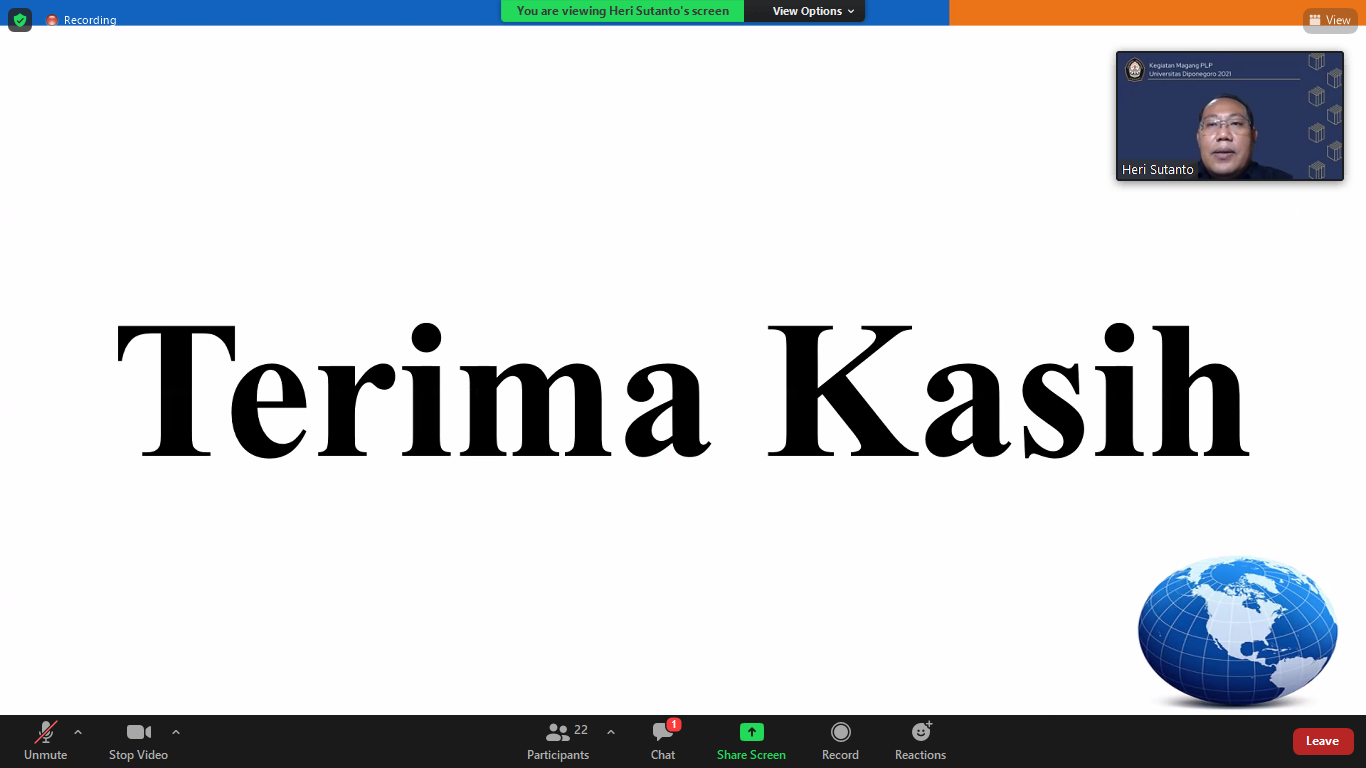 Recording
You are viewing Heri Sutanto's screen
View Options
View
Kegiatan Magang PLP
Universitas Diponegoro 2021
Heri Sutanto
Terima Kasih
Unmute
Stop Video
Participants
22
Chat
1
Share Screen
Record
Reactions
Leave